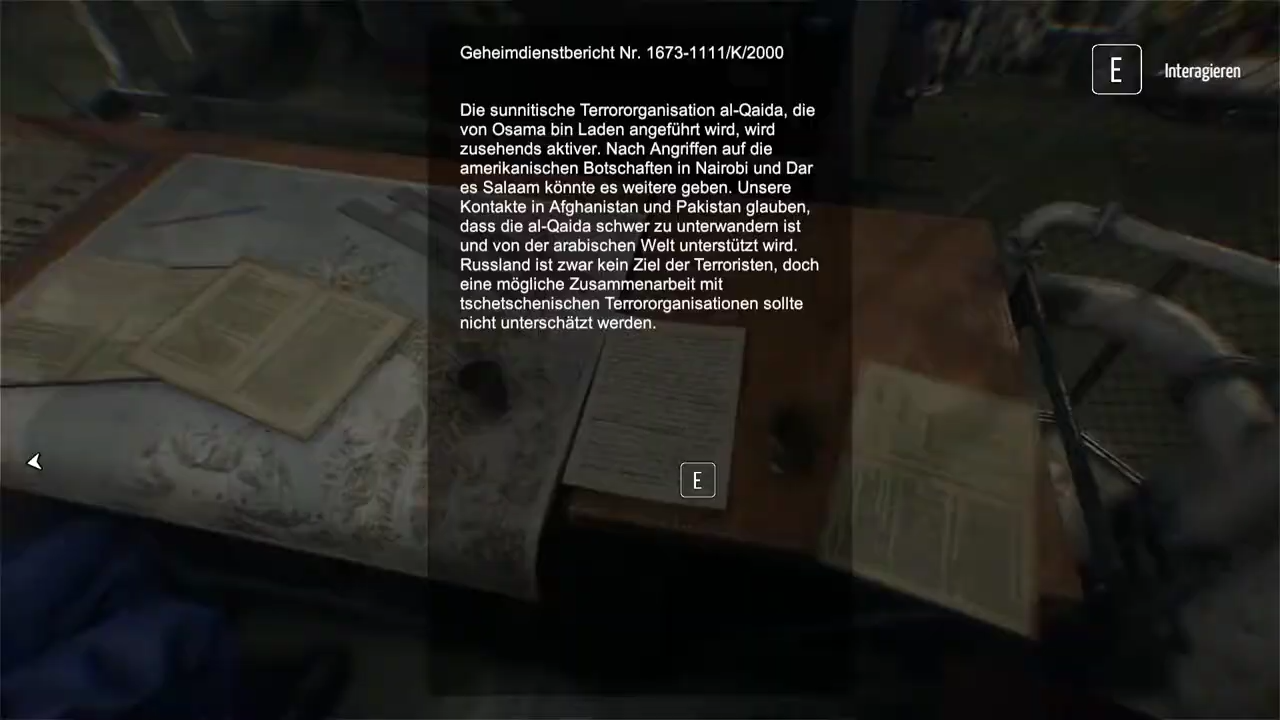 Geheimdienstbericht Nr. 1673-1111/K/2000
E
Interagieren
Die sunnitische Terrororganisation al-Qaida, die
von Osama bin Laden angeführt wird, wird
zusehends aktiver. Nach Angriffen auf die
amerikanischen Botschaften in Nairobi und Dar
es Salaam könnte es weitere geben. Unsere
Kontakte in Afghanistan und Pakistan glauben,
dass die al-Qaida schwer zu unterwandern ist
und von der arabischen Welt unterstützt wird.
Russland ist zwar kein Ziel der Terroristen, doch
eine mögliche Zusammenarbeit mit
tschetschenischen Terrororganisationen sollte
nicht unterschätzt werden.
E